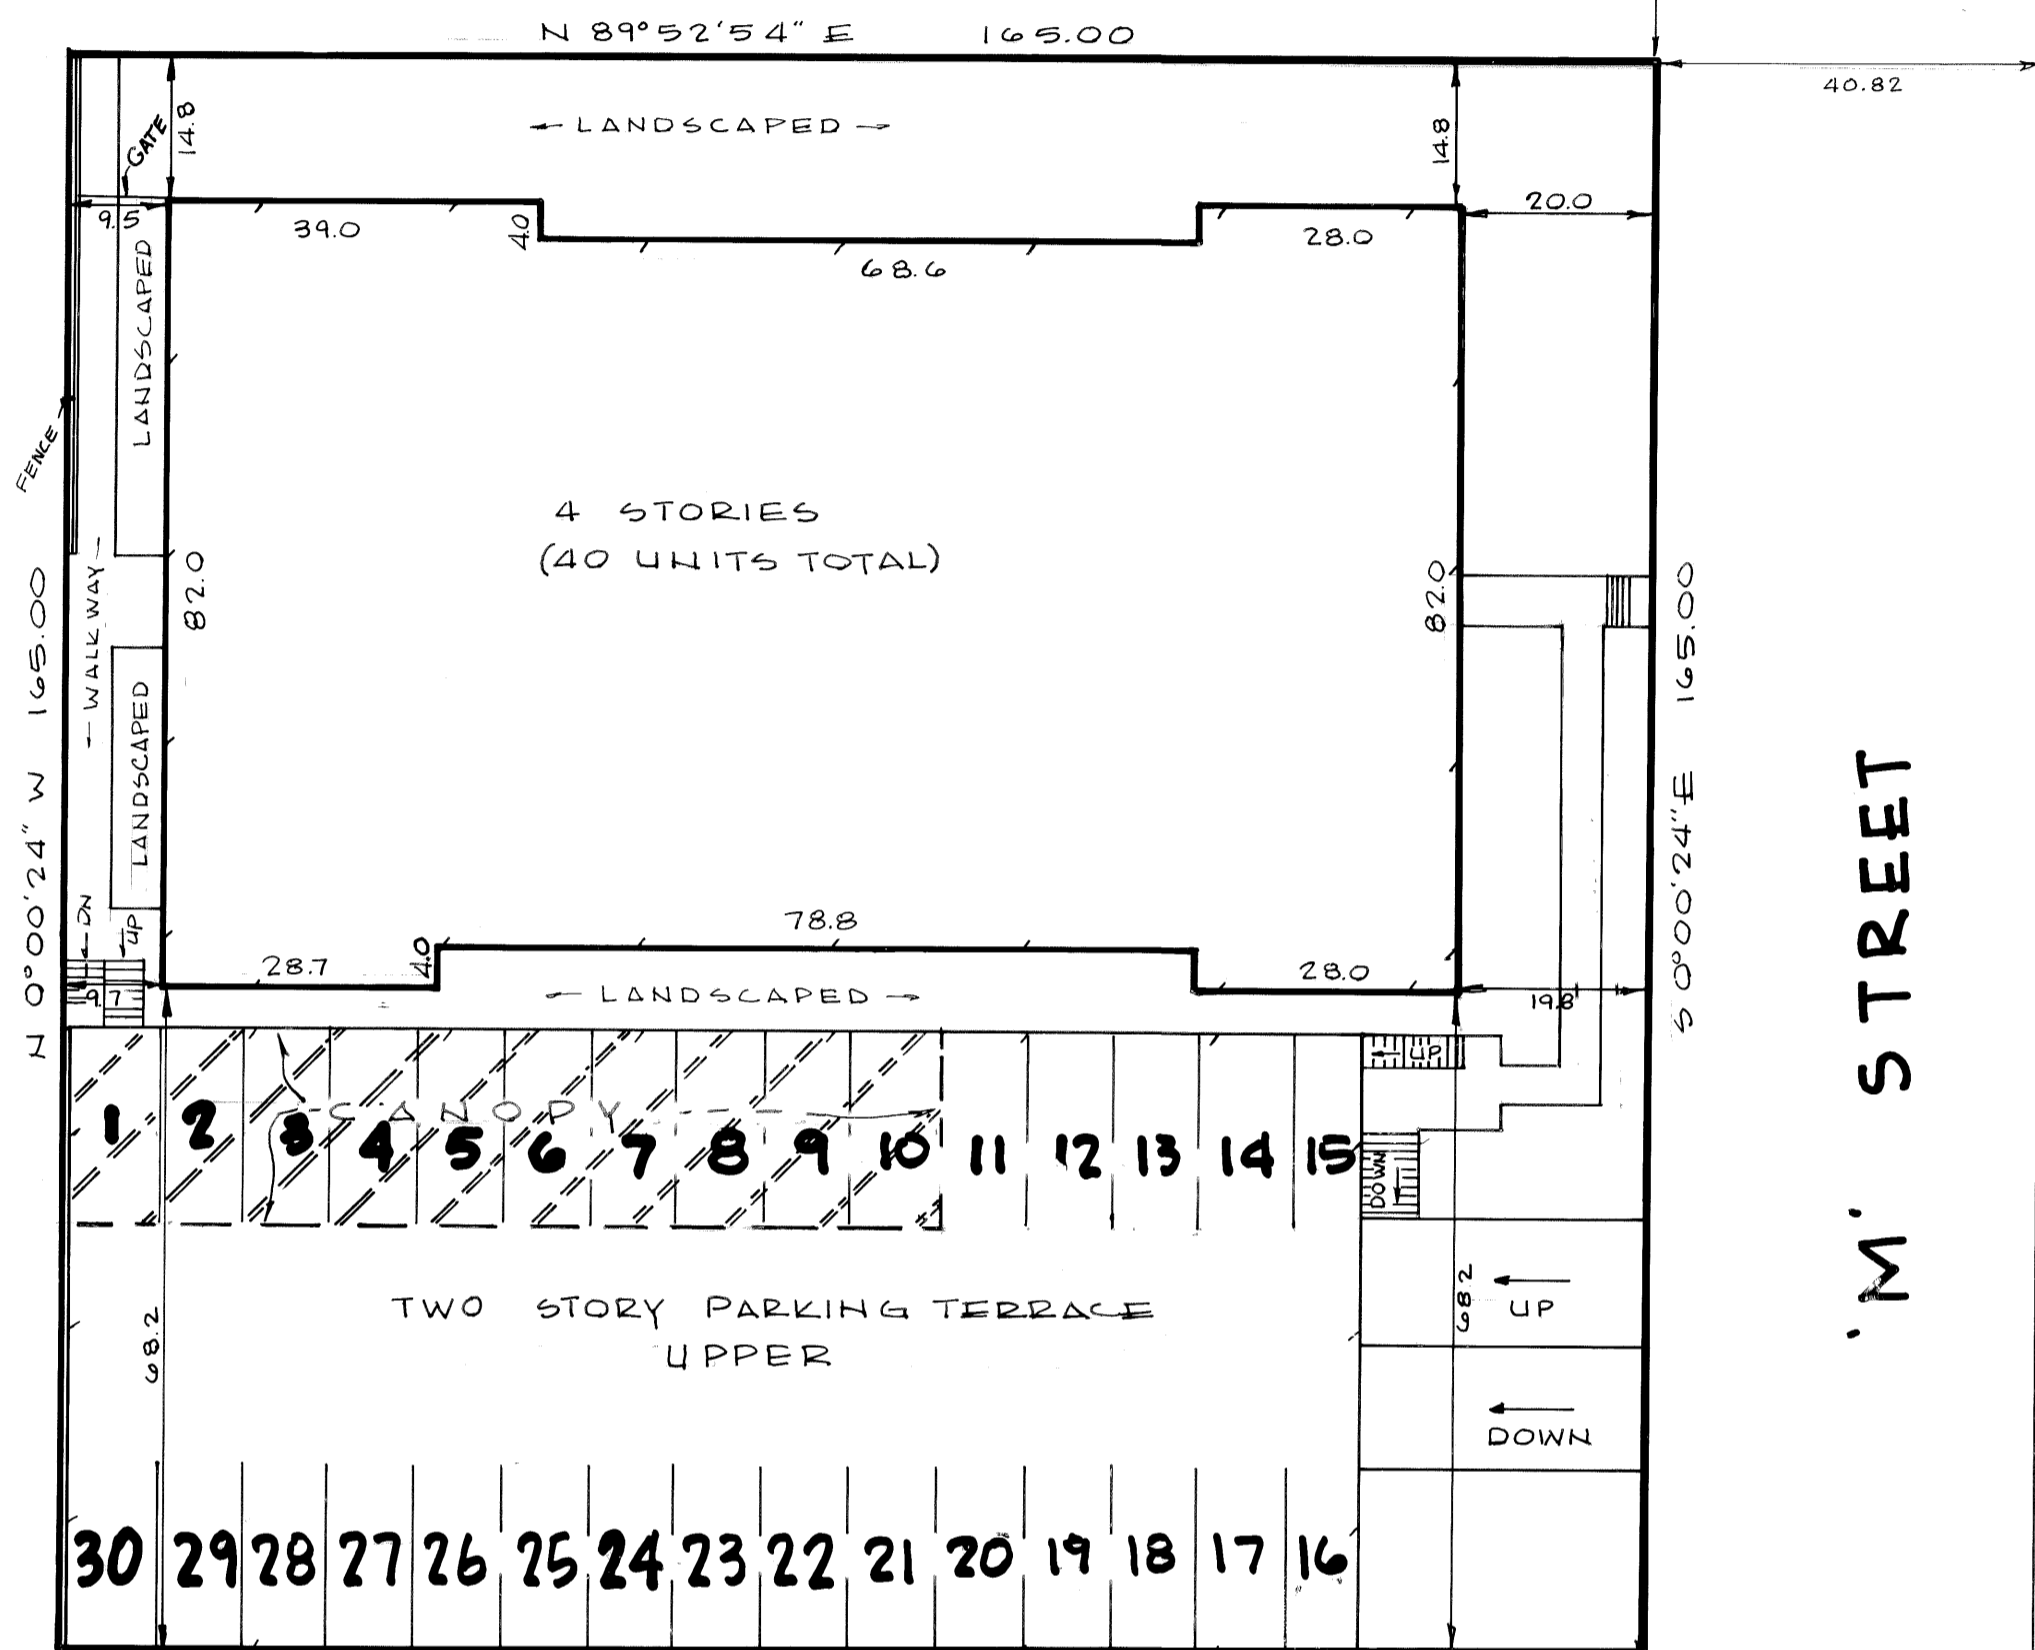 N 89°52'54" E 165.00
40.82
← LANDSCAPED →
14.8
14.8
GATE
9.5
39.0
4.0
68.6
28.0
20.0
LANDSCAPED
FENCE
4 STORIES
(40 UNITS TOTAL)
N 0°00'24" W 165.00
- WALKWAY -
82.0
82.0
S 0°00'24" E 165.00
LANDSCAPED
'M' STREET
← DN
← UP
9.7
28.7
4.0
78.8
28.0
19.8
← LANDSCAPED →
← UP
CANOPY
1 2 3 4 5 6 7 8 9 10 11 12 13 14 15
DOWN
TWO STORY PARKING TERRACE
UPPER
68.2
68.2
UP
DOWN
30 29 28 27 26 25 24 23 22 21 20 19 18 17 16